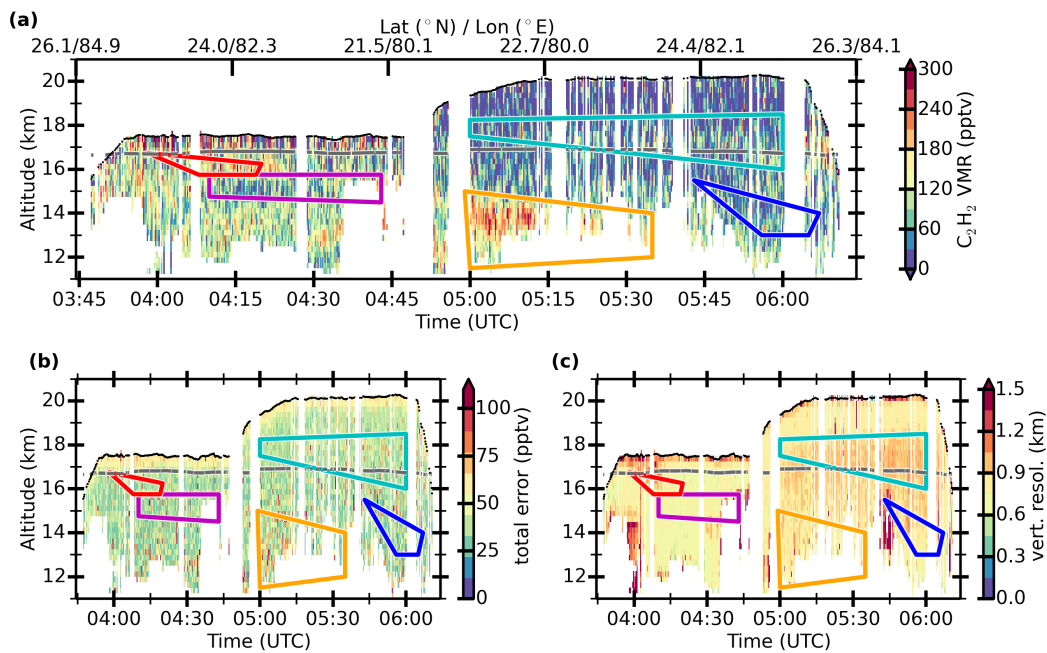 (a)
Lat (°N) / Lon (°E)
26.1/84.9 24.0/82.3 21.5/80.1 22.7/80.0 24.4/82.1 26.3/84.1
Altitude (km)
20
18
16
14
12
03:45 04:00 04:15 04:30 04:45 05:00 05:15 05:30 05:45 06:00
Time (UTC)
300
240
180
120
60
0
C₂H₂ VMR (pptv)
(b)
Altitude (km)
20
18
16
14
12
04:00 04:30 05:00 05:30 06:00
Time (UTC)
100
75
50
25
0
total error (pptv)
(c)
20
18
16
14
12
04:00 04:30 05:00 05:30 06:00
Time (UTC)
1.5
1.2
0.9
0.6
0.3
0.0
vert. resol. (km)